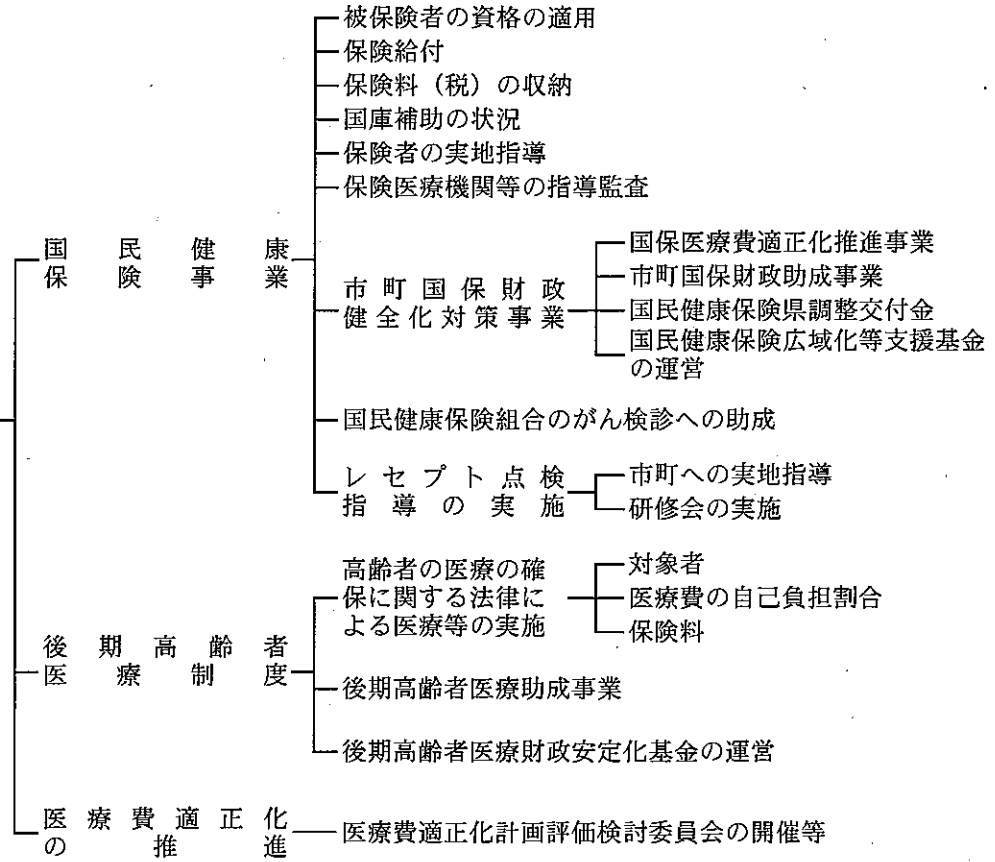 被保険者の資格の適用
保険給付
保険料（税）の収納
国庫補助の状況
保険者の実地指導
保険医療機関等の指導監査
国民健康
保険事業
市町国保財政
健全化対策事業
国保医療費適正化推進事業
市町国保財政助成事業
国民健康保険県調整交付金
国民健康保険広域化等支援基金
の運営
国民健康保険組合のがん検診への助成
レセプト点検
指導の実施
市町への実地指導
研修会の実施
後期高齢者
医療制度
高齢者の医療の確
保に関する法律に
よる医療等の実施
対象者
医療費の自己負担割合
保険料
後期高齢者医療助成事業
後期高齢者医療財政安定化基金の運営
医療費適正化
の推進
医療費適正化計画評価検討委員会の開催等